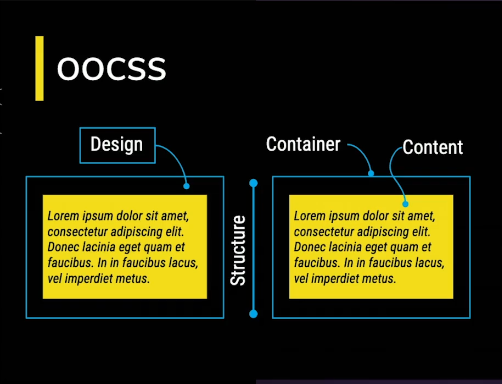 OOCSS
Design
Container
Content
Lorem ipsum dolor sit amet,
consectetur adipiscing elit.
Donec lacinia eget quam et
faucibus. In in faucibus lacus,
vel imperdiet metus.
Structure
Lorem ipsum dolor sit amet,
consectetur adipiscing elit.
Donec lacinia eget quam et
faucibus. In in faucibus lacus,
vel imperdiet metus.